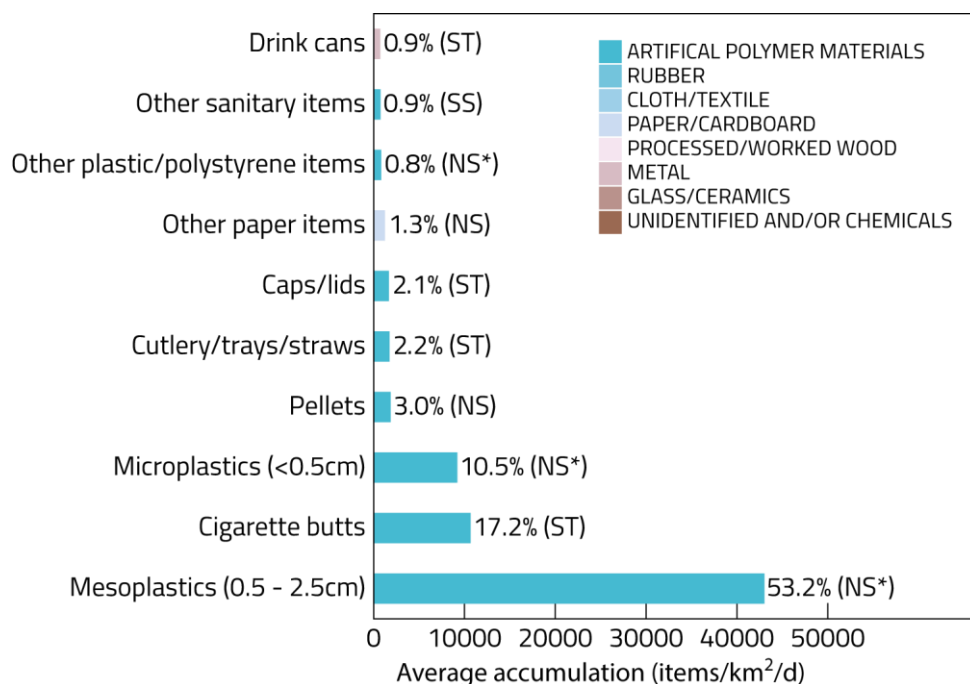 Drink cans 0.9% (ST)
Other sanitary items 0.9% (SS)
Other plastic/polystyrene items 0.8% (NS*)
Other paper items 1.3% (NS)
Caps/lids 2.1% (ST)
Cutlery/trays/straws 2.2% (ST)
Pellets 3.0% (NS)
Microplastics (<0.5cm) 10.5% (NS*)
Cigarette butts 17.2% (ST)
Mesoplastics (0.5 - 2.5cm) 53.2% (NS*)
ARTIFICAL POLYMER MATERIALS
RUBBER
CLOTH/TEXTILE
PAPER/CARDBOARD
PROCESSED/WORKED WOOD
METAL
GLASS/CERAMICS
UNIDENTIFIED AND/OR CHEMICALS
0 10000 20000 30000 40000 50000
Average accumulation (items/km²/d)